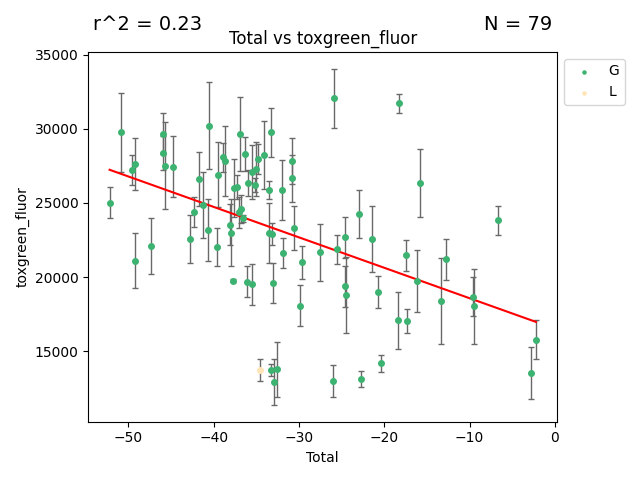 r^2 = 0.23
N = 79
Total vs toxgreen_fluor
35000
30000
25000
20000
15000
toxgreen_fluor
−50
−40
−30
−20
−10
0
Total
G
L